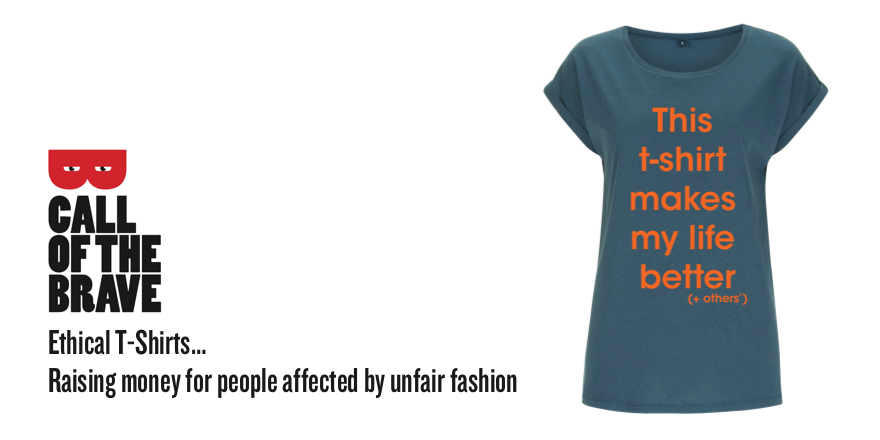 CALL
OF THE
BRAVE
Ethical T-Shirts...
Raising money for people affected by unfair fashion
This
t-shirt
makes
my life
better
(+ others')